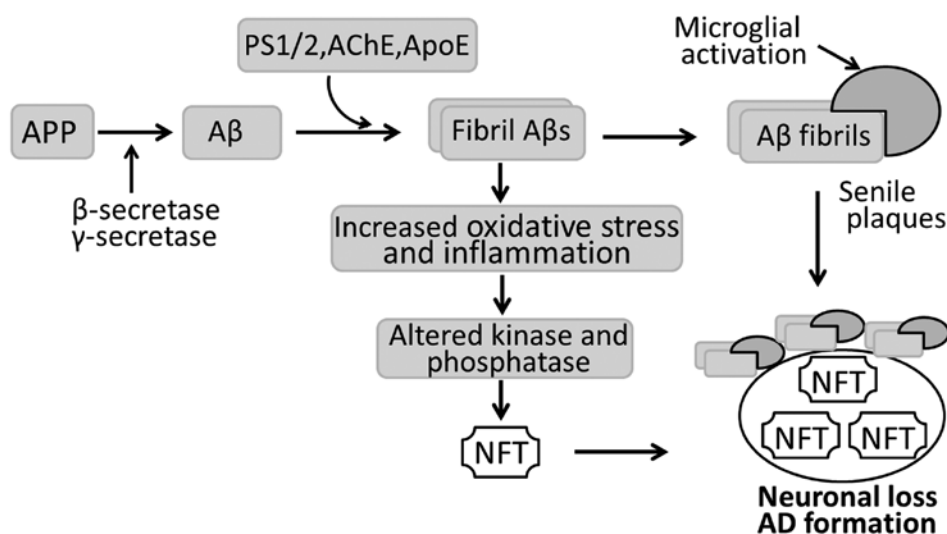 PS1/2,AChE,ApoE
Microglial
activation
APP
Aβ
Fibril Aβs
Aβ fibrils
β-secretase
γ-secretase
Increased oxidative stress
and inflammation
Senile
plaques
Altered kinase and
phosphatase
NFT
NFT
NFT
NFT
Neuronal loss
AD formation